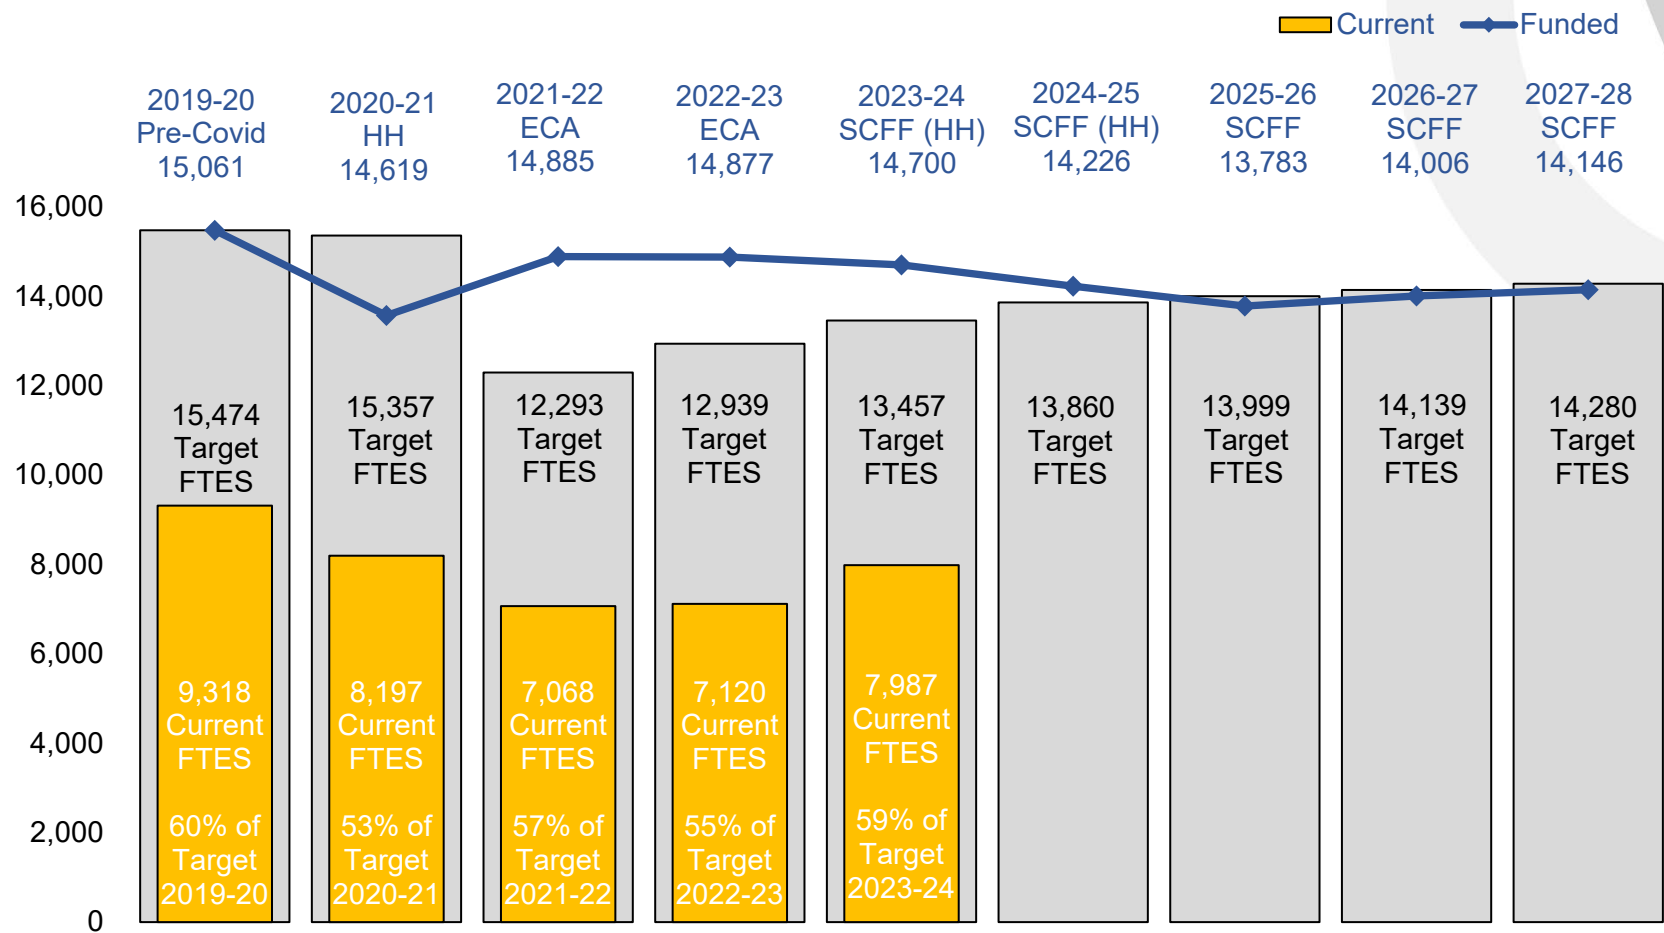 Current
Funded
2019-20
Pre-Covid
15,061
2020-21
HH
14,619
2021-22
ECA
14,885
2022-23
ECA
14,877
2023-24
SCFF (HH)
14,700
2024-25
SCFF (HH)
14,226
2025-26
SCFF
13,783
2026-27
SCFF
14,006
2027-28
SCFF
14,146
16,000
14,000
12,000
10,000
8,000
6,000
4,000
2,000
0
15,474
Target
FTES
15,357
Target
FTES
12,293
Target
FTES
12,939
Target
FTES
13,457
Target
FTES
13,860
Target
FTES
13,999
Target
FTES
14,139
Target
FTES
14,280
Target
FTES
9,318
Current
FTES
60% of
Target
2019-20
8,197
Current
FTES
53% of
Target
2020-21
7,068
Current
FTES
57% of
Target
2021-22
7,120
Current
FTES
55% of
Target
2022-23
7,987
Current
FTES
59% of
Target
2023-24